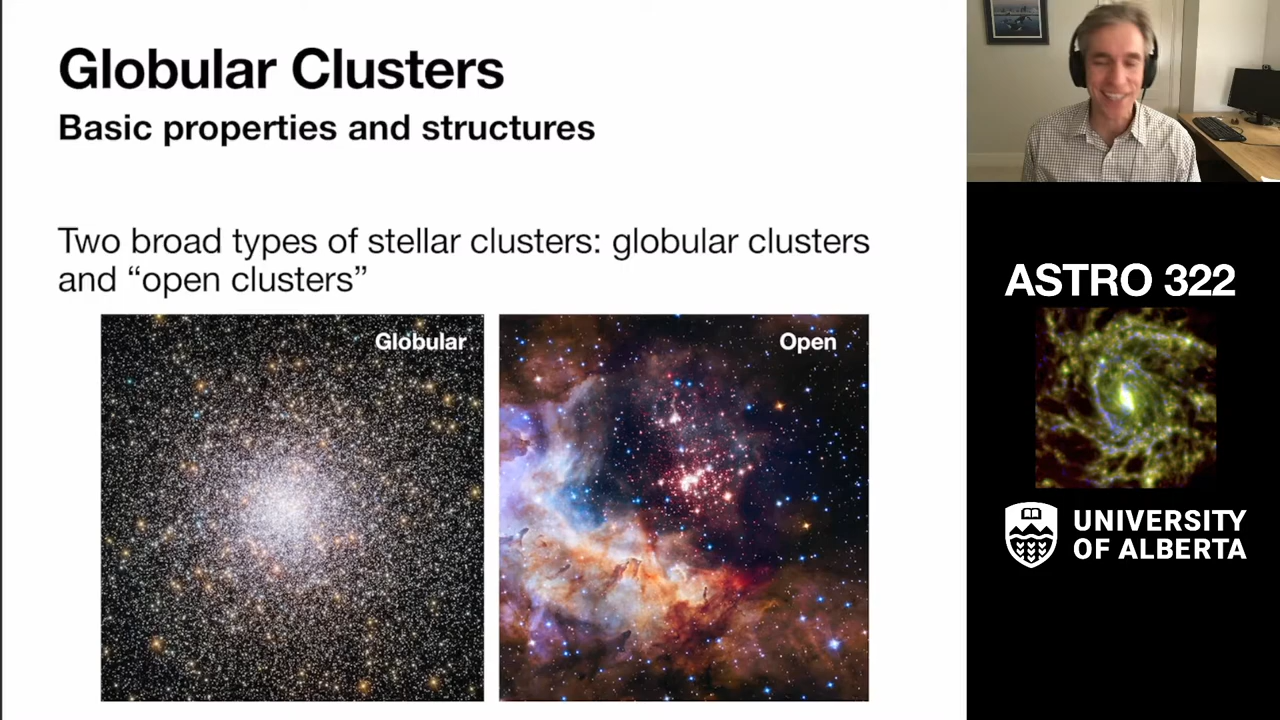 Globular Clusters
Basic properties and structures
Two broad types of stellar clusters: globular clusters
and “open clusters”
Globular
Open
ASTRO 322
UNIVERSITY
OF ALBERTA